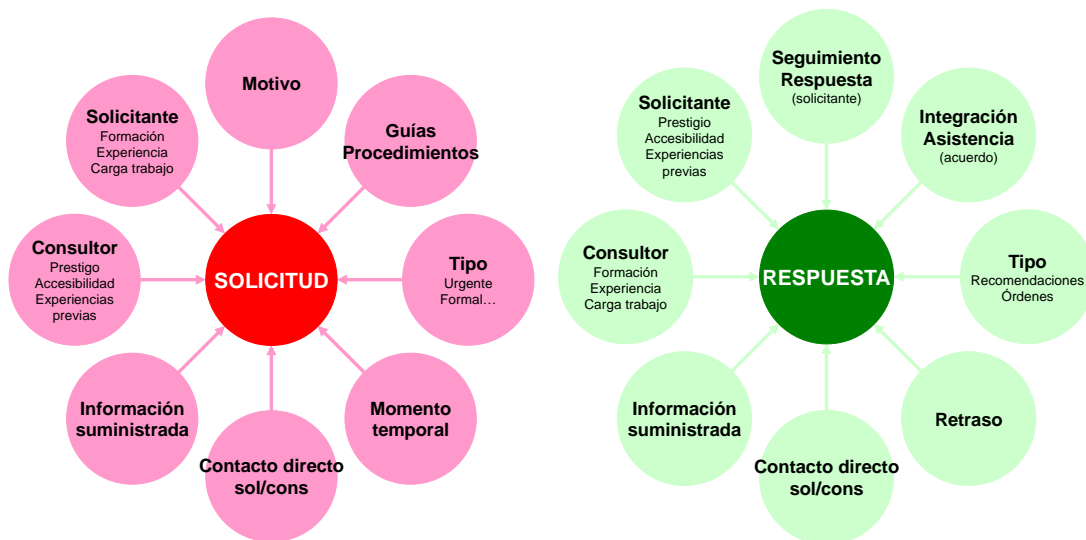 Motivo
Solicitante
Formación
Experiencia
Carga trabajo
Guías
Procedimientos
Consultor
Prestigo
Accesibilidad
Experiencias
previas
SOLICITUD
Tipo
Urgente
Formal…
Información
suministrada
Momento
temporal
Contacto directo
sol/cons
Seguimiento
Respuesta
(solicitante)
Solicitante
Prestigio
Accesibilidad
Experiencias
previas
Integración
Asistencia
(acuerdo)
Consultor
Formación
Experiencia
Carga trabajo
RESPUESTA
Tipo
Recomendaciones
Órdenes
Información
suministrada
Retraso
Contacto directo
sol/cons